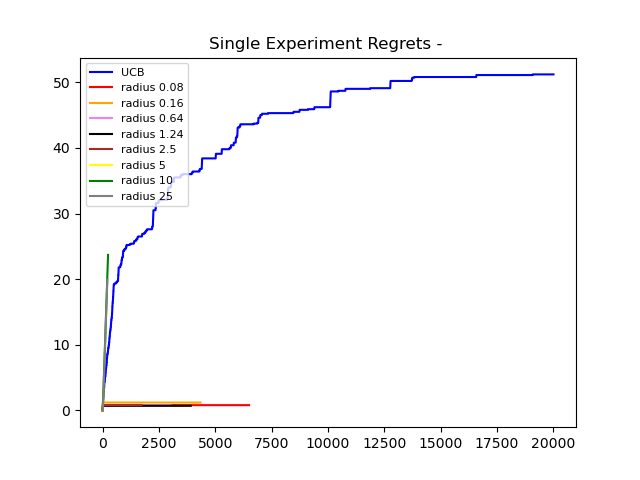 Single Experiment Regrets -
UCB
radius 0.08
radius 0.16
radius 0.64
radius 1.24
radius 2.5
radius 5
radius 10
radius 25
50
40
30
20
10
0
0 2500 5000 7500 10000 12500 15000 17500 20000